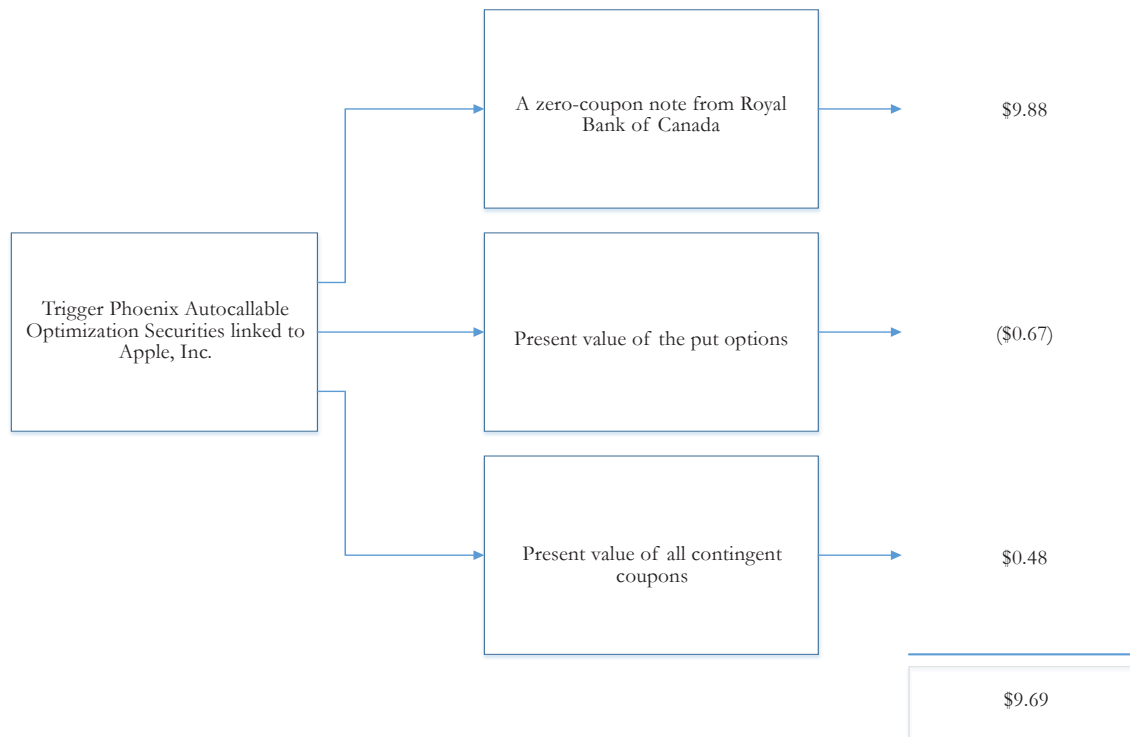 A zero-coupon note from Royal
Bank of Canada
$9.88
Trigger Phoenix Autocallable
Optimization Securities linked to
Apple, Inc.
Present value of the put options
($0.67)
Present value of all contingent
coupons
$0.48
$9.69